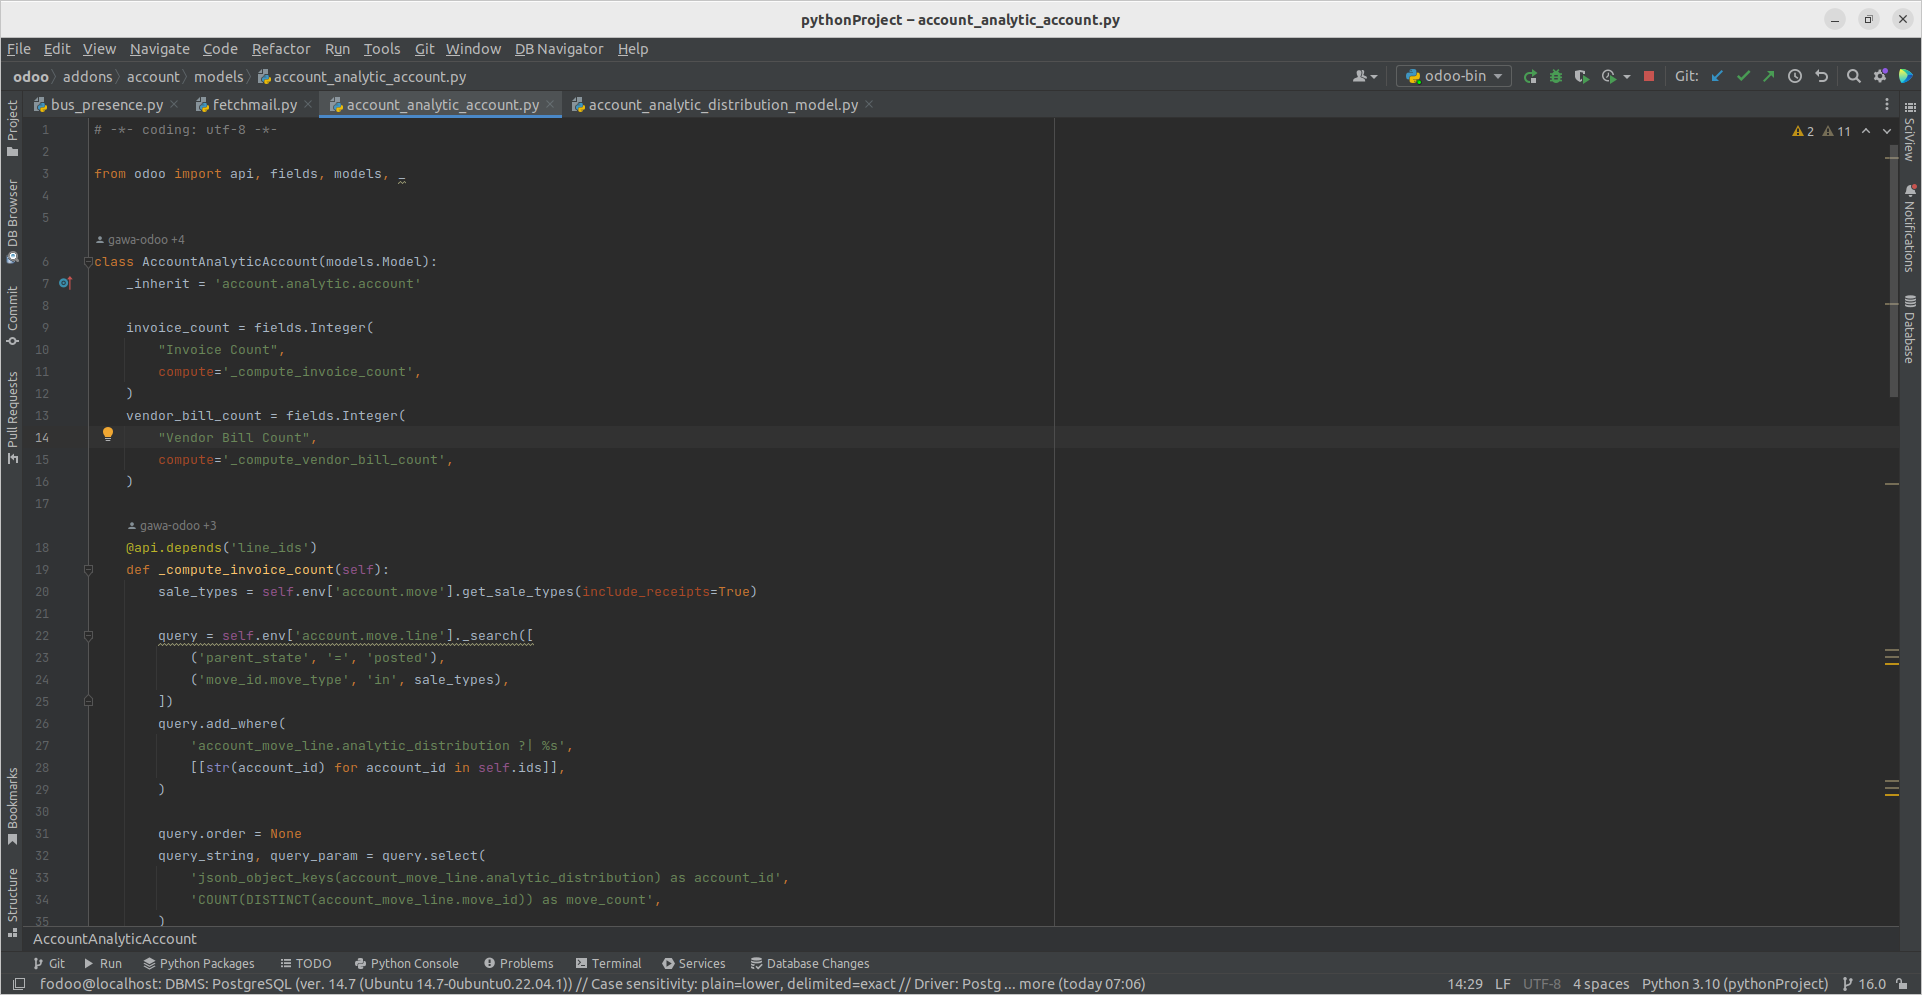 pythonProject – account_analytic_account.py
File Edit View Navigate Code Refactor Run Tools Git Window DB Navigator Help
odoo addons account models account_analytic_account.py odoo-bin Git:
bus_presence.py fetchmail.py account_analytic_account.py account_analytic_distribution_model.py
Project
DB Browser
Commit
Pull Requests
Bookmarks
Structure
1 # -*- coding: utf-8 -*-
2
3 from odoo import api, fields, models, _
4
5
gawa-odoo +4
6 class AccountAnalyticAccount(models.Model):
7 _inherit = 'account.analytic.account'
8
9 invoice_count = fields.Integer(
10 "Invoice Count",
11 compute='_compute_invoice_count',
12 )
13 vendor_bill_count = fields.Integer(
14 "Vendor Bill Count",
15 compute='_compute_vendor_bill_count',
16 )
17
gawa-odoo +3
18 @api.depends('line_ids')
19 def _compute_invoice_count(self):
20 sale_types = self.env['account.move'].get_sale_types(include_receipts=True)
21
22 query = self.env['account.move.line']._search([
23 ('parent_state', '=', 'posted'),
24 ('move_id.move_type', 'in', sale_types),
25 ])
26 query.add_where(
27 'account_move_line.analytic_distribution ?| %s',
28 [[str(account_id) for account_id in self.ids]],
29 )
30
31 query.order = None
32 query_string, query_param = query.select(
33 'jsonb_object_keys(account_move_line.analytic_distribution) as account_id',
34 'COUNT(DISTINCT(account_move_line.move_id)) as move_count',
35 )
2 11
SciView
Notifications
Database
AccountAnalyticAccount
Git Run Python Packages TODO Python Console Problems Terminal Services Database Changes
fodoo@localhost: DBMS: PostgreSQL (ver. 14.7 (Ubuntu 14.7-0ubuntu0.22.04.1)) // Case sensitivity: plain=lower, delimited=exact // Driver: Postg ... more (today 07:06) 14:29 LF UTF-8 4 spaces Python 3.10 (pythonProject) 16.0